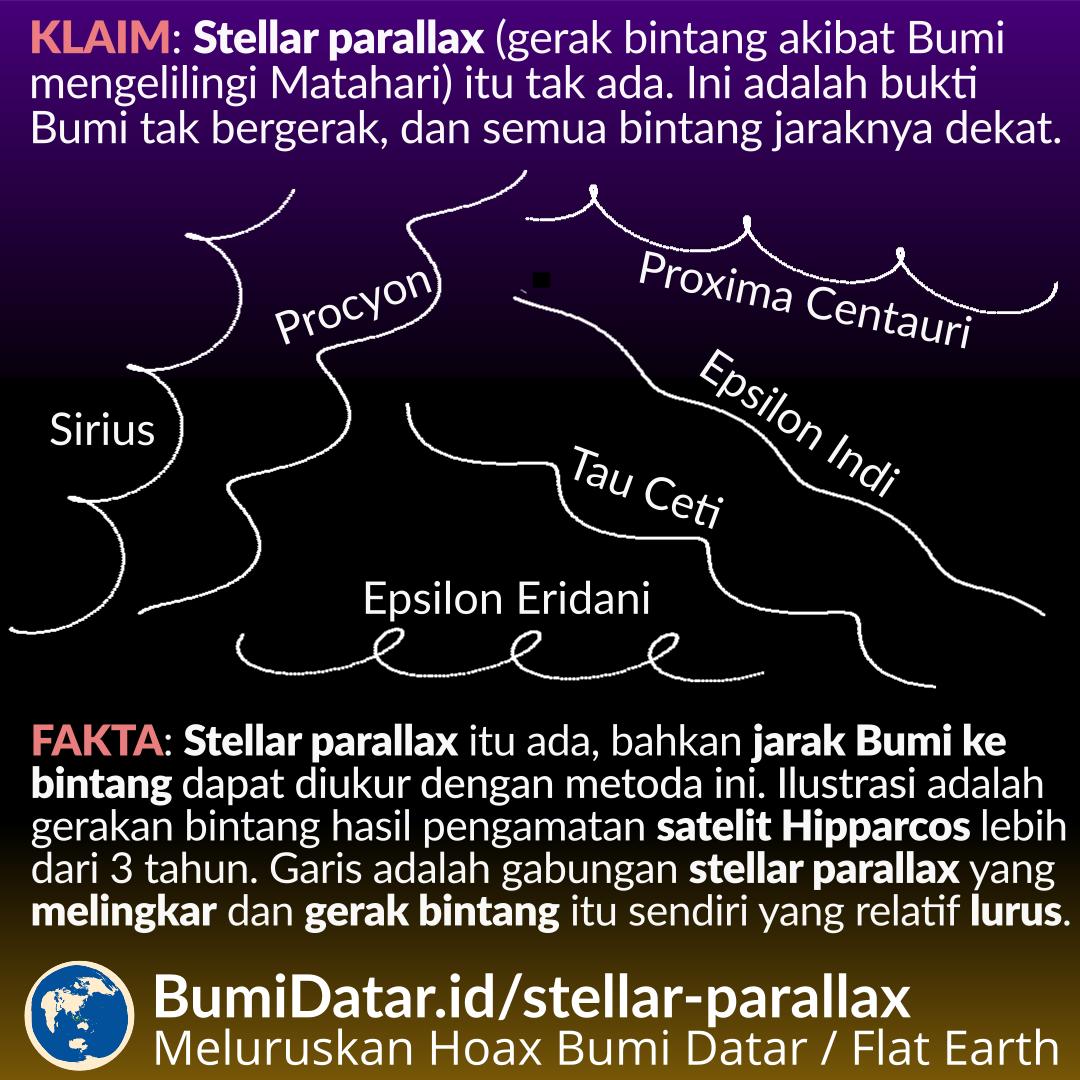 KLAIM: Stellar parallax (gerak bintang akibat Bumi
mengelilingi Matahari) itu tak ada. Ini adalah bukti
Bumi tak bergerak, dan semua bintang jaraknya dekat.
Procyon
Proxima Centauri
Sirius
Epsilon Indi
Tau Ceti
Epsilon Eridani
FAKTA: Stellar parallax itu ada, bahkan jarak Bumi ke
bintang dapat diukur dengan metoda ini. Ilustrasi adalah
gerakan bintang hasil pengamatan satelit Hipparcos lebih
dari 3 tahun. Garis adalah gabungan stellar parallax yang
melingkar dan gerak bintang itu sendiri yang relatif lurus.
BumiDatar.id/stellar-parallax
Meluruskan Hoax Bumi Datar / Flat Earth